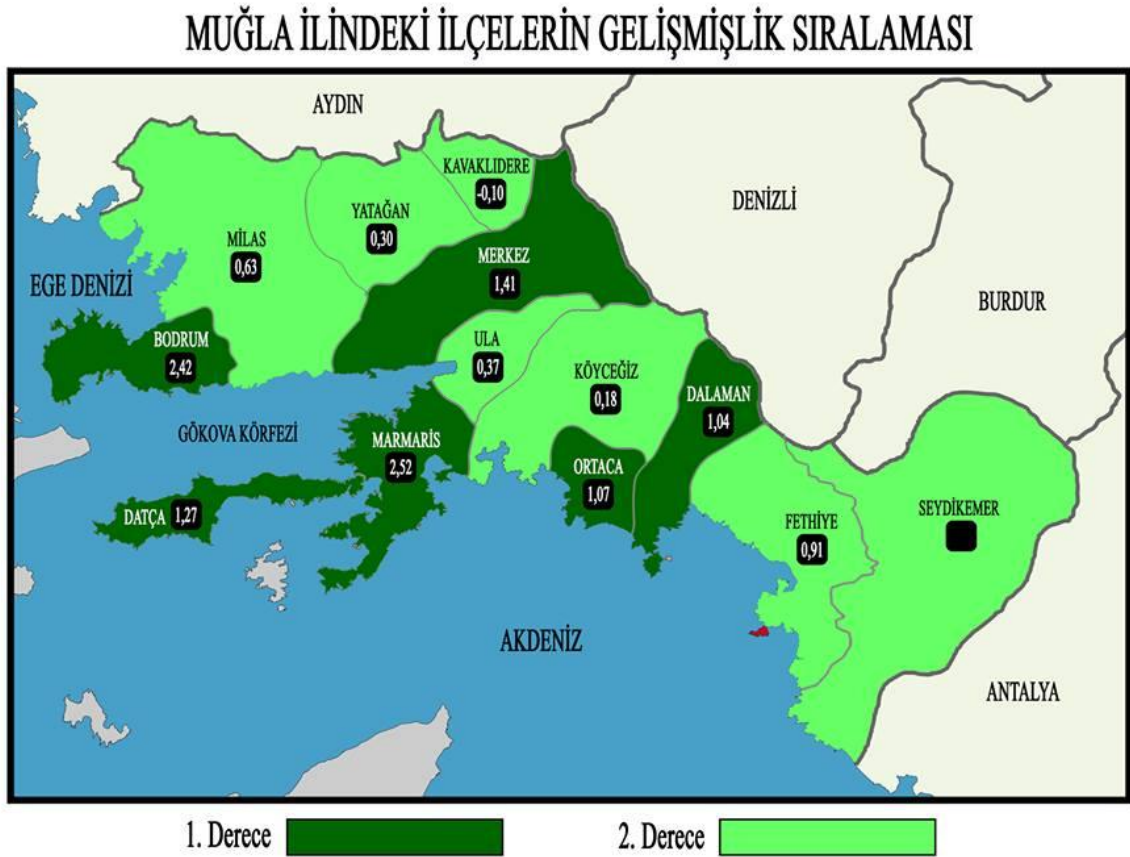 MUĞLA İLİNDEKİ İLÇELERİN GELİŞMİŞLİK SIRALAMASI
AYDIN
KAVAKLIDERE
-0,10
DENİZLİ
YATAĞAN
0,30
MİLAS
0,63
MERKEZ
1,41
EGE DENİZİ
BURDUR
BODRUM
2,42
ULA
0,37
KÖYCEĞİZ
0,18
DALAMAN
1,04
GÖKOVA KÖRFEZİ
MARMARİS
2,52
ORTACA
1,07
DATÇA 1,27
FETHİYE
0,91
SEYDİKEMER
AKDENİZ
ANTALYA
1. Derece
2. Derece